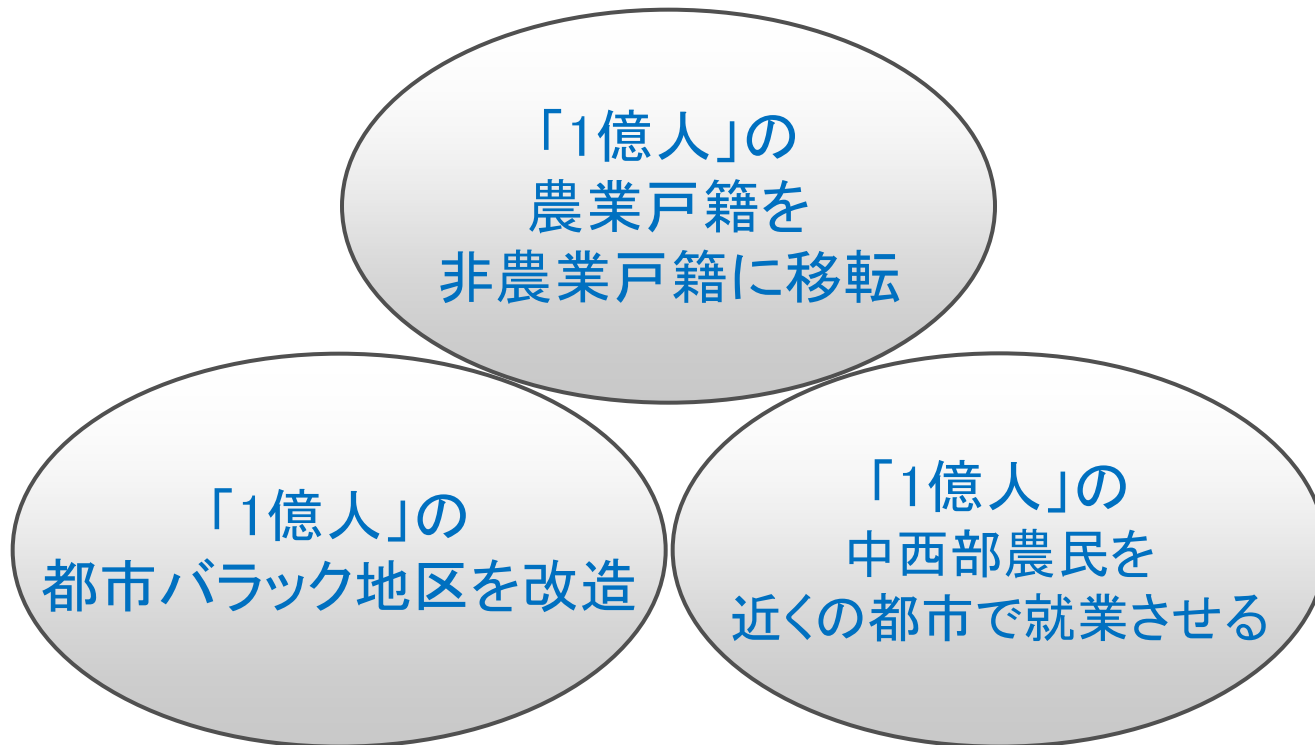 「1億人」の
農業戸籍を
非農業戸籍に移転
「1億人」の
都市バラック地区を改造
「1億人」の
中西部農民を
近くの都市で就業させる